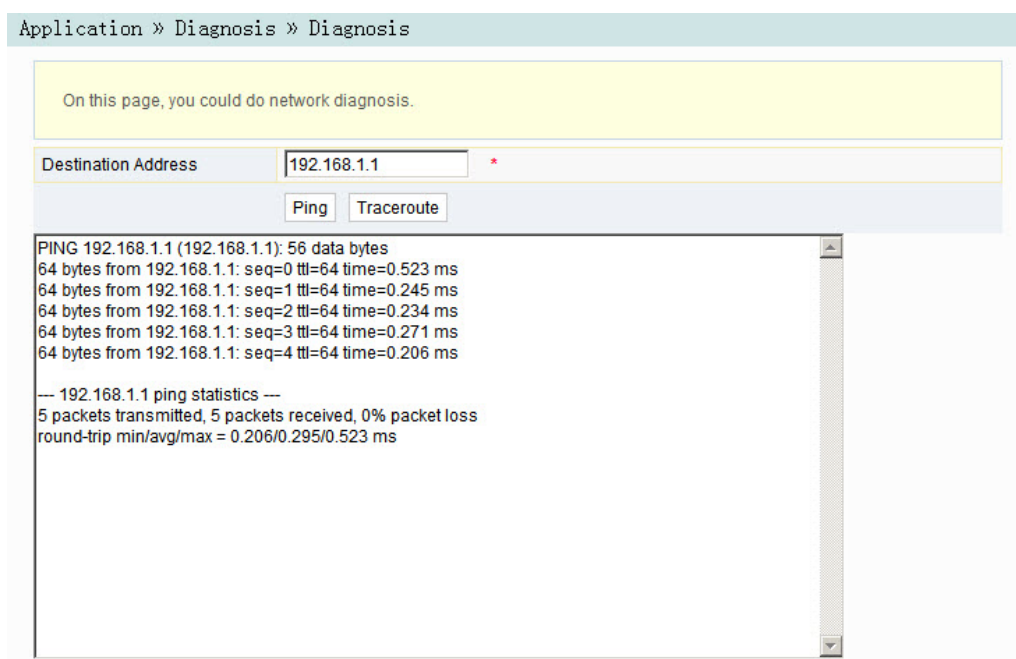 Application » Diagnosis » Diagnosis
On this page, you could do network diagnosis.
Destination Address 192.168.1.1 *
Ping Traceroute
PING 192.168.1.1 (192.168.1.1): 56 data bytes
64 bytes from 192.168.1.1: seq=0 ttl=64 time=0.523 ms
64 bytes from 192.168.1.1: seq=1 ttl=64 time=0.245 ms
64 bytes from 192.168.1.1: seq=2 ttl=64 time=0.234 ms
64 bytes from 192.168.1.1: seq=3 ttl=64 time=0.271 ms
64 bytes from 192.168.1.1: seq=4 ttl=64 time=0.206 ms
--- 192.168.1.1 ping statistics ---
5 packets transmitted, 5 packets received, 0% packet loss
round-trip min/avg/max = 0.206/0.295/0.523 ms